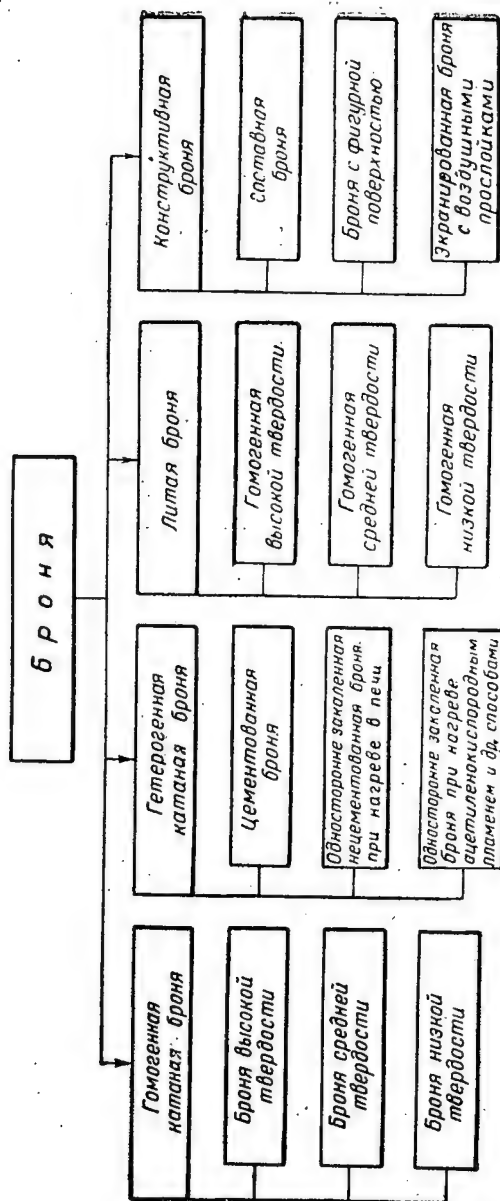 броня
Гомогенная
катаная броня
Броня высокой
твердости
Броня средней
твердости
Броня низкой
твердости
Гетерогенная
катаная броня
Цементованная
броня
Односторонне закаленная
нецементованная броня
при нагреве в печи
Односторонне закаленная
броня при нагреве
ацетиленокислородным
пламенем и др. способами
Литая броня
Гомогенная
высокой твердости
Гомогенная
средней твердости
Гомогенная
низкой твердости
Конструктивная
броня
Составная
броня
Броня с фигурной
поверхностью
Экранированная броня
с воздушными
прослойками